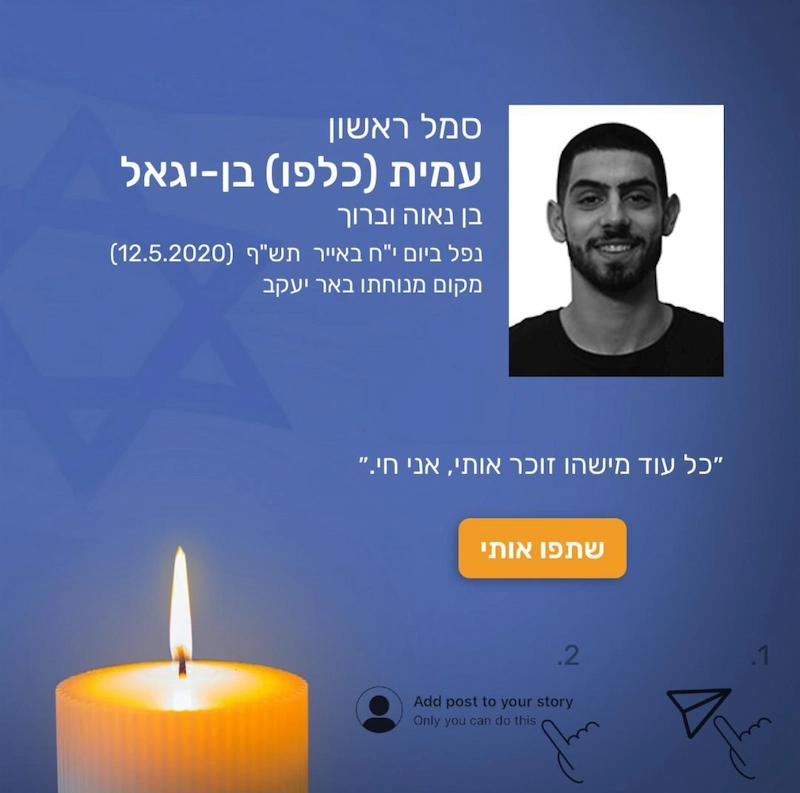 סמל ראשון
עמית (כלפו) בן-יגאל
בן נאוה וברוך
נפל ביום י"ח באייר תש"ף (12.5.2020)
מקום מנוחתו באר יעקב
״כל עוד מישהו זוכר אותי, אני חי.״
שתפו אותי
.1
.2
Add post to your story
Only you can do this